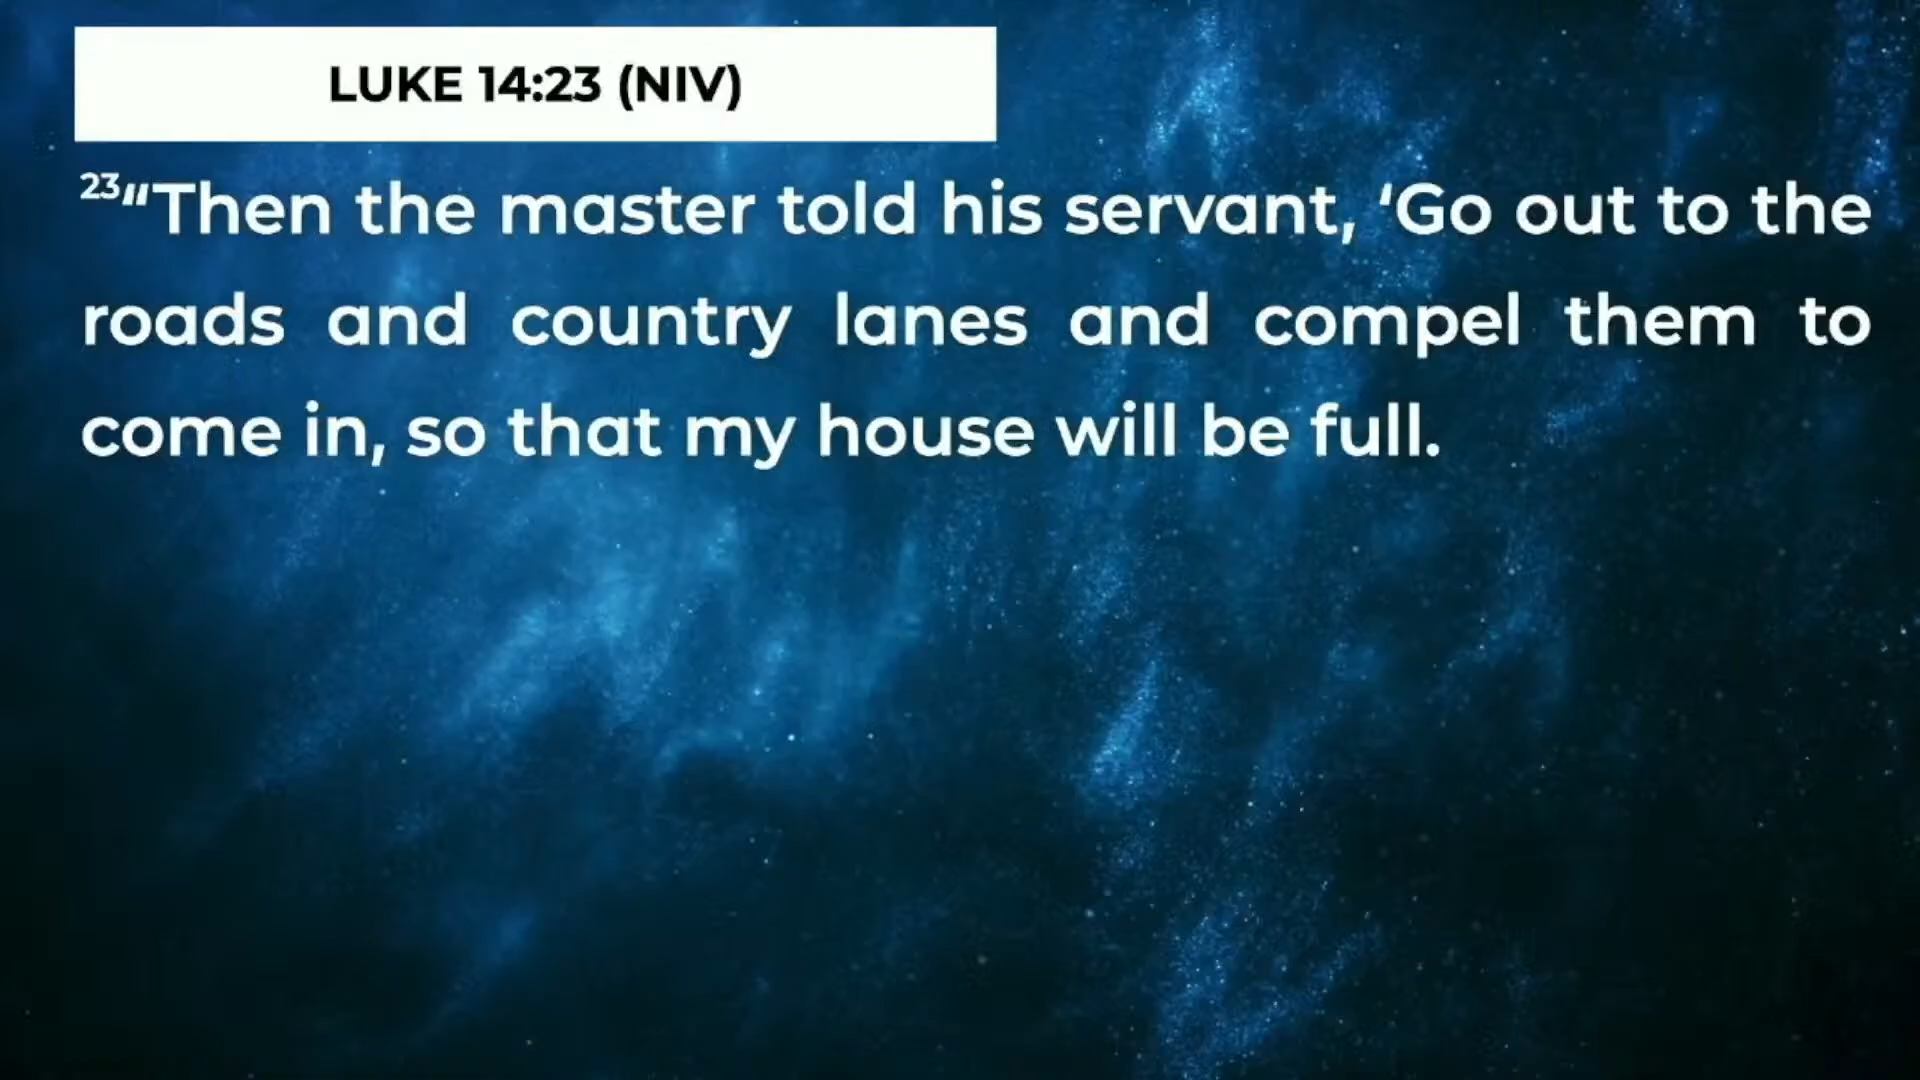 LUKE 14:23 (NIV)
23“Then the master told his servant, ‘Go out to the
roads and country lanes and compel them to
come in, so that my house will be full.